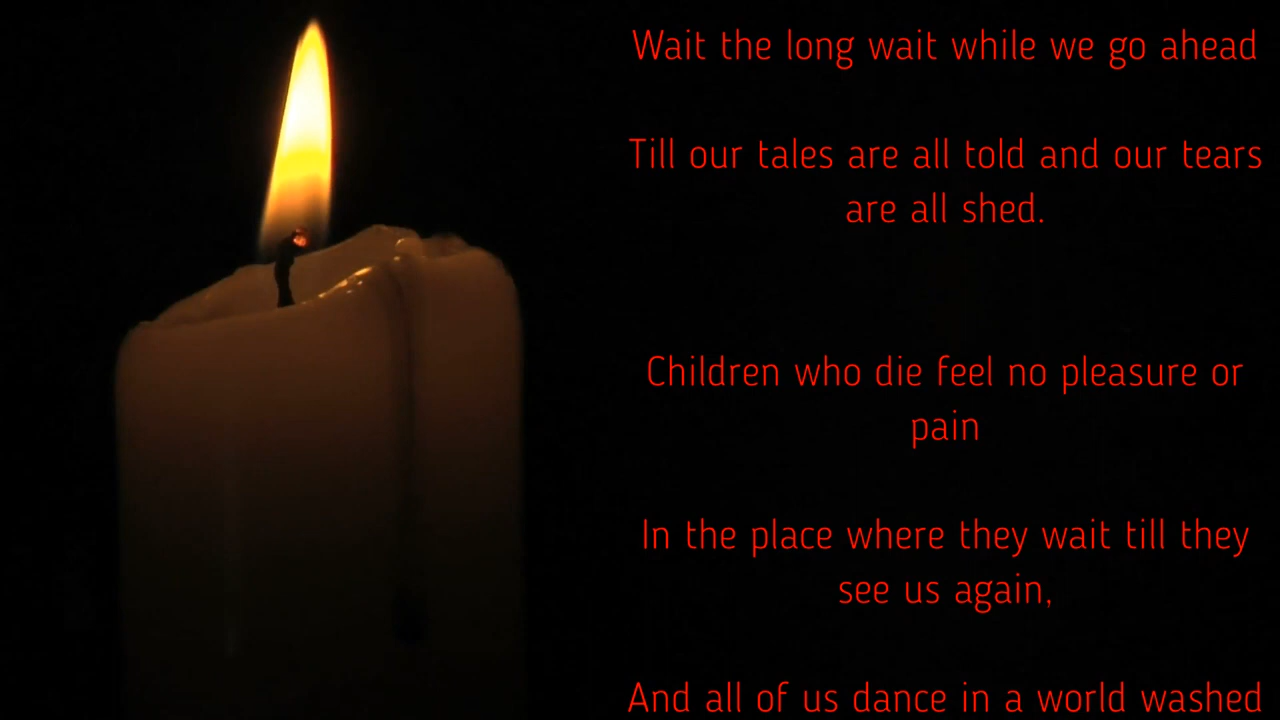 Wait the long wait while we go ahead
Till our tales are all told and our tears
are all shed.
Children who die feel no pleasure or
pain
In the place where they wait till they
see us again,
And all of us dance in a world washed